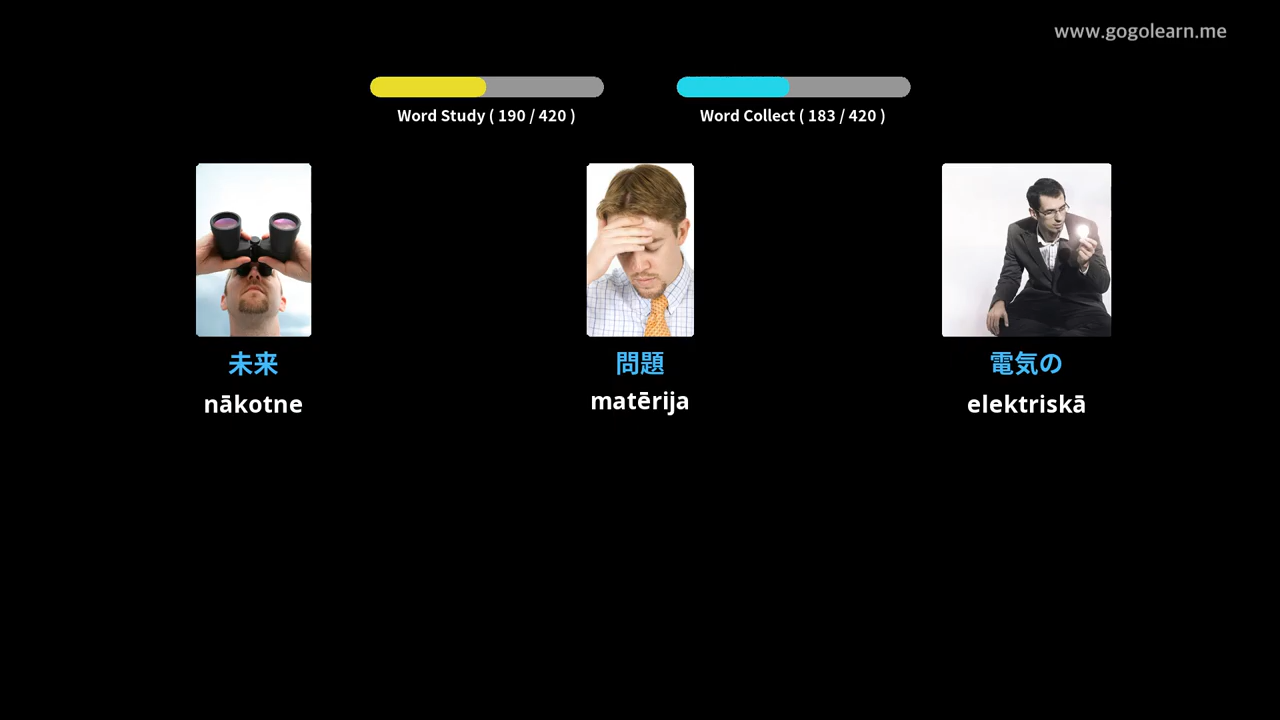 www.gogolearn.me
Word Study ( 190 / 420 )
Word Collect ( 183 / 420 )
未来
問題
電気の
nākotne
matērija
elektriskā